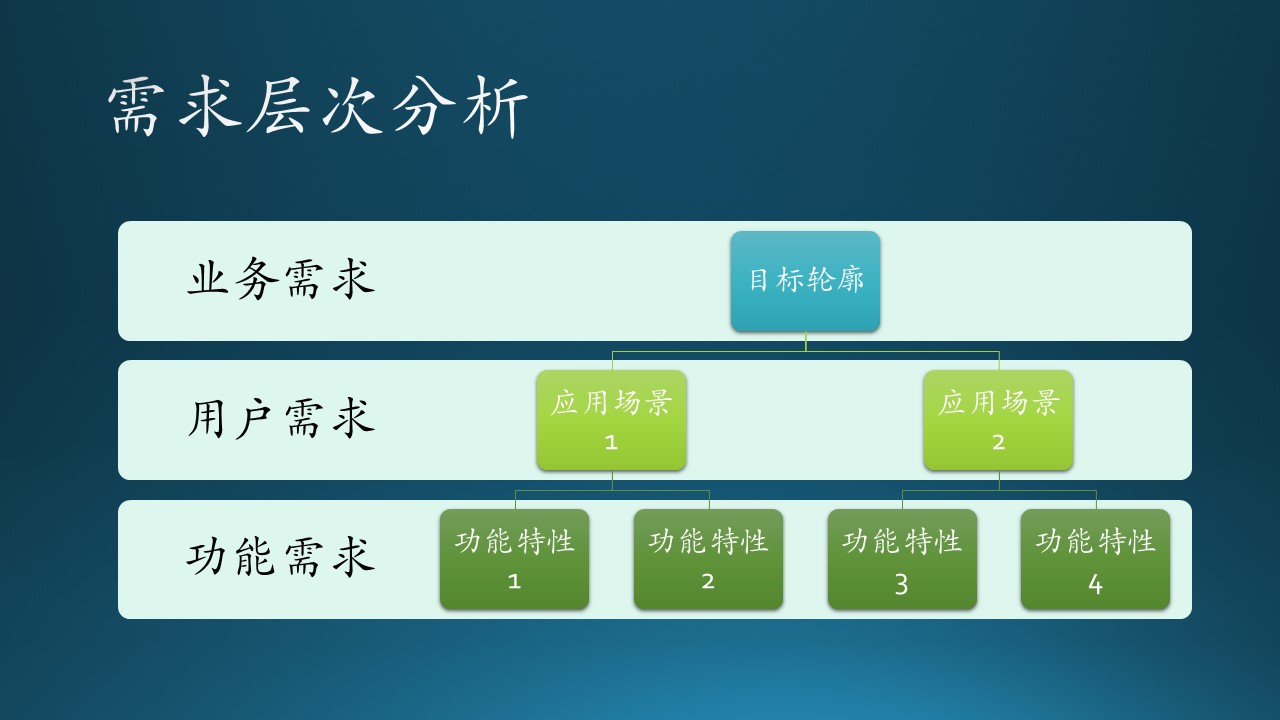 需求层次分析
业务需求
目标轮廓
用户需求
应用场景
1
应用场景
2
功能需求
功能特性
1
功能特性
2
功能特性
3
功能特性
4